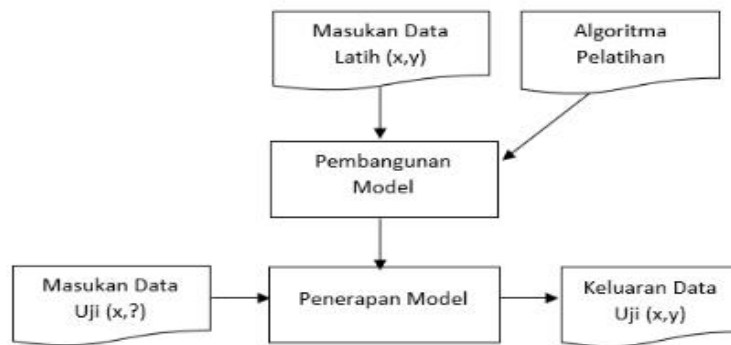 Masukan Data
Latih (x,y)
Algoritma
Pelatihan
Pembangunan
Model
Masukan Data
Uji (x,?)
Penerapan Model
Keluaran Data
Uji (x,y)